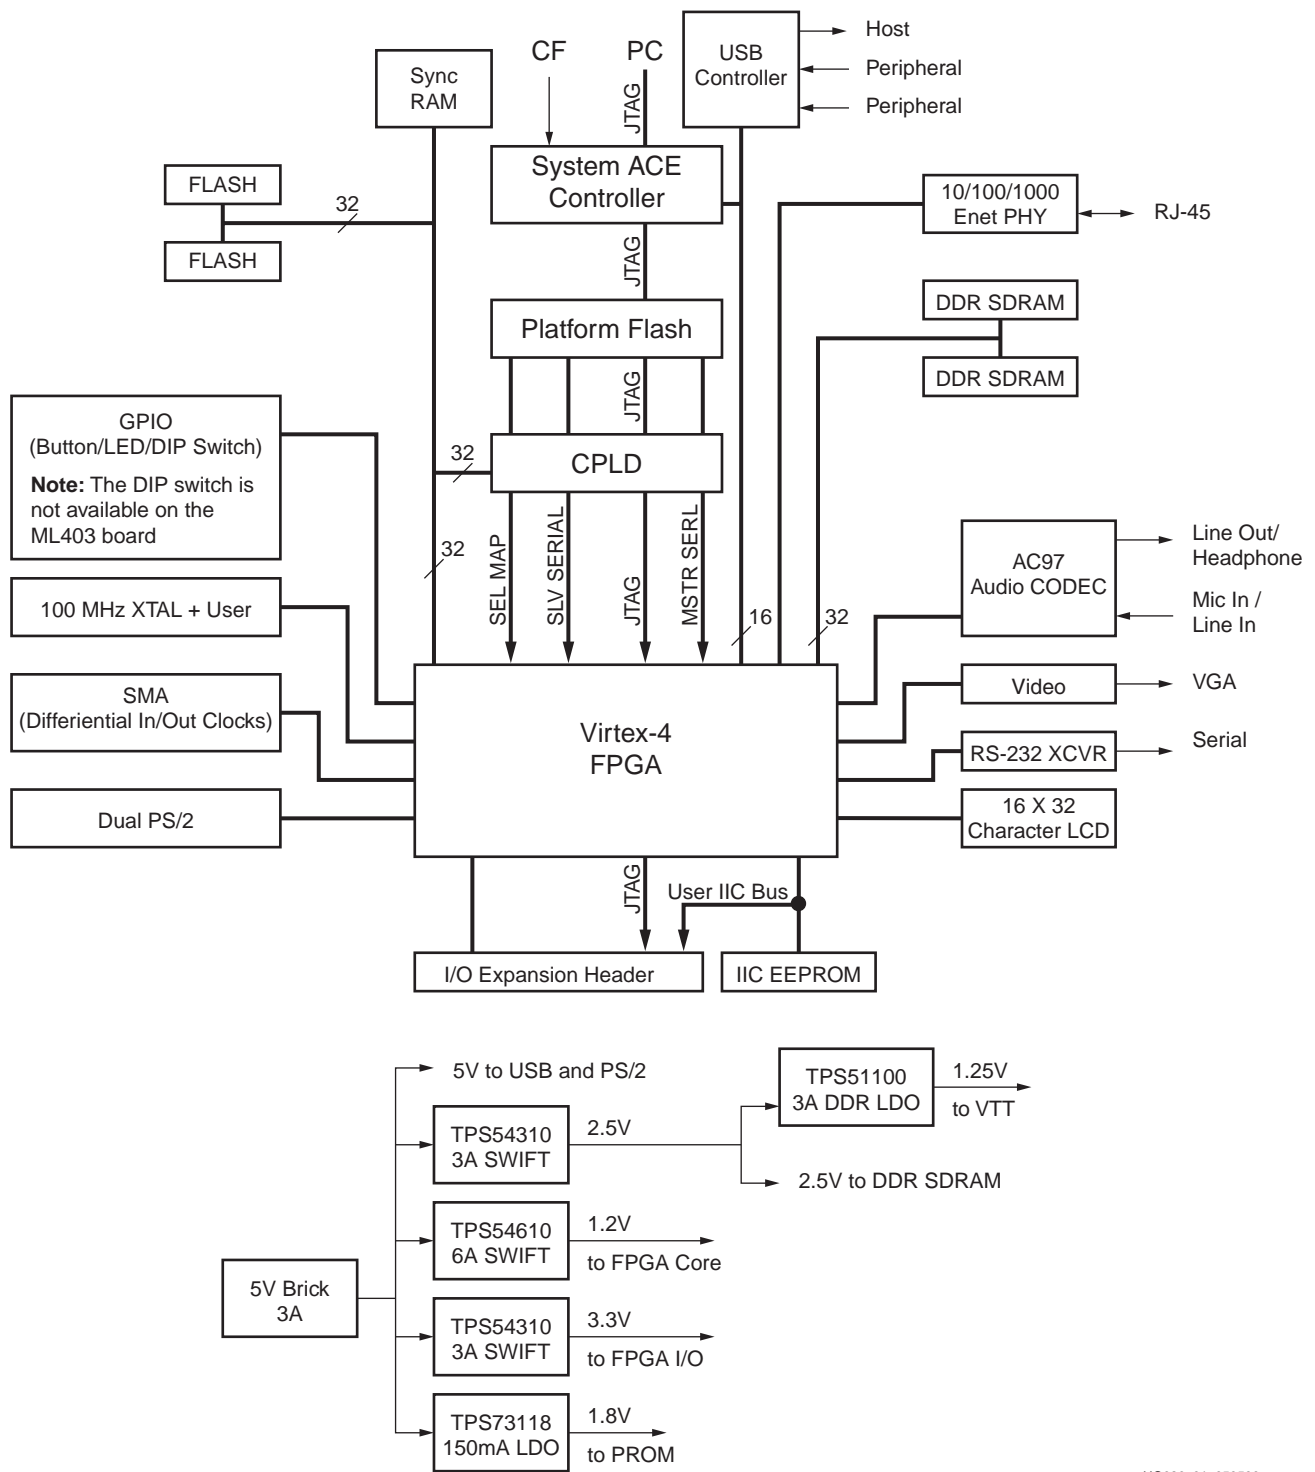 CF
PC
USB
Controller
Host
Peripheral
Peripheral
Sync
RAM
JTAG
System ACE
Controller
FLASH
32
FLASH
10/100/1000
Enet PHY
RJ-45
JTAG
Platform Flash
DDR SDRAM
DDR SDRAM
JTAG
GPIO
(Button/LED/DIP Switch)
Note: The DIP switch is
not available on the
ML403 board
32
CPLD
32
SEL MAP
SLV SERIAL
JTAG
MSTR SERL
16
32
AC97
Audio CODEC
Line Out/
Headphone
Mic In /
Line In
100 MHz XTAL + User
SMA
(Differiential In/Out Clocks)
Dual PS/2
Virtex-4
FPGA
Video
VGA
RS-232 XCVR
Serial
16 X 32
Character LCD
JTAG
User IIC Bus
I/O Expansion Header
IIC EEPROM
5V to USB and PS/2
TPS54310
3A SWIFT
2.5V
TPS51100
3A DDR LDO
1.25V
to VTT
2.5V to DDR SDRAM
TPS54610
6A SWIFT
1.2V
to FPGA Core
5V Brick
3A
TPS54310
3A SWIFT
3.3V
to FPGA I/O
TPS73118
150mA LDO
1.8V
to PROM